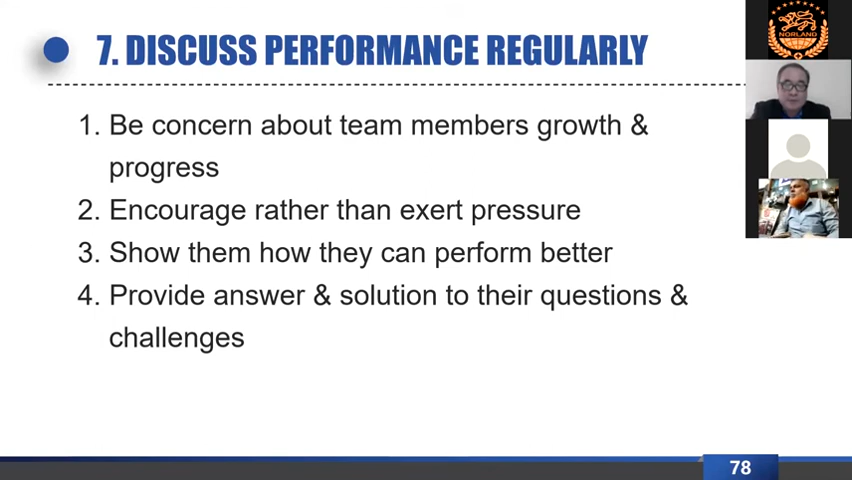 7. DISCUSS PERFORMANCE REGULARLY
NORLAND
1. Be concern about team members growth &
progress
2. Encourage rather than exert pressure
3. Show them how they can perform better
4. Provide answer & solution to their questions &
challenges
78